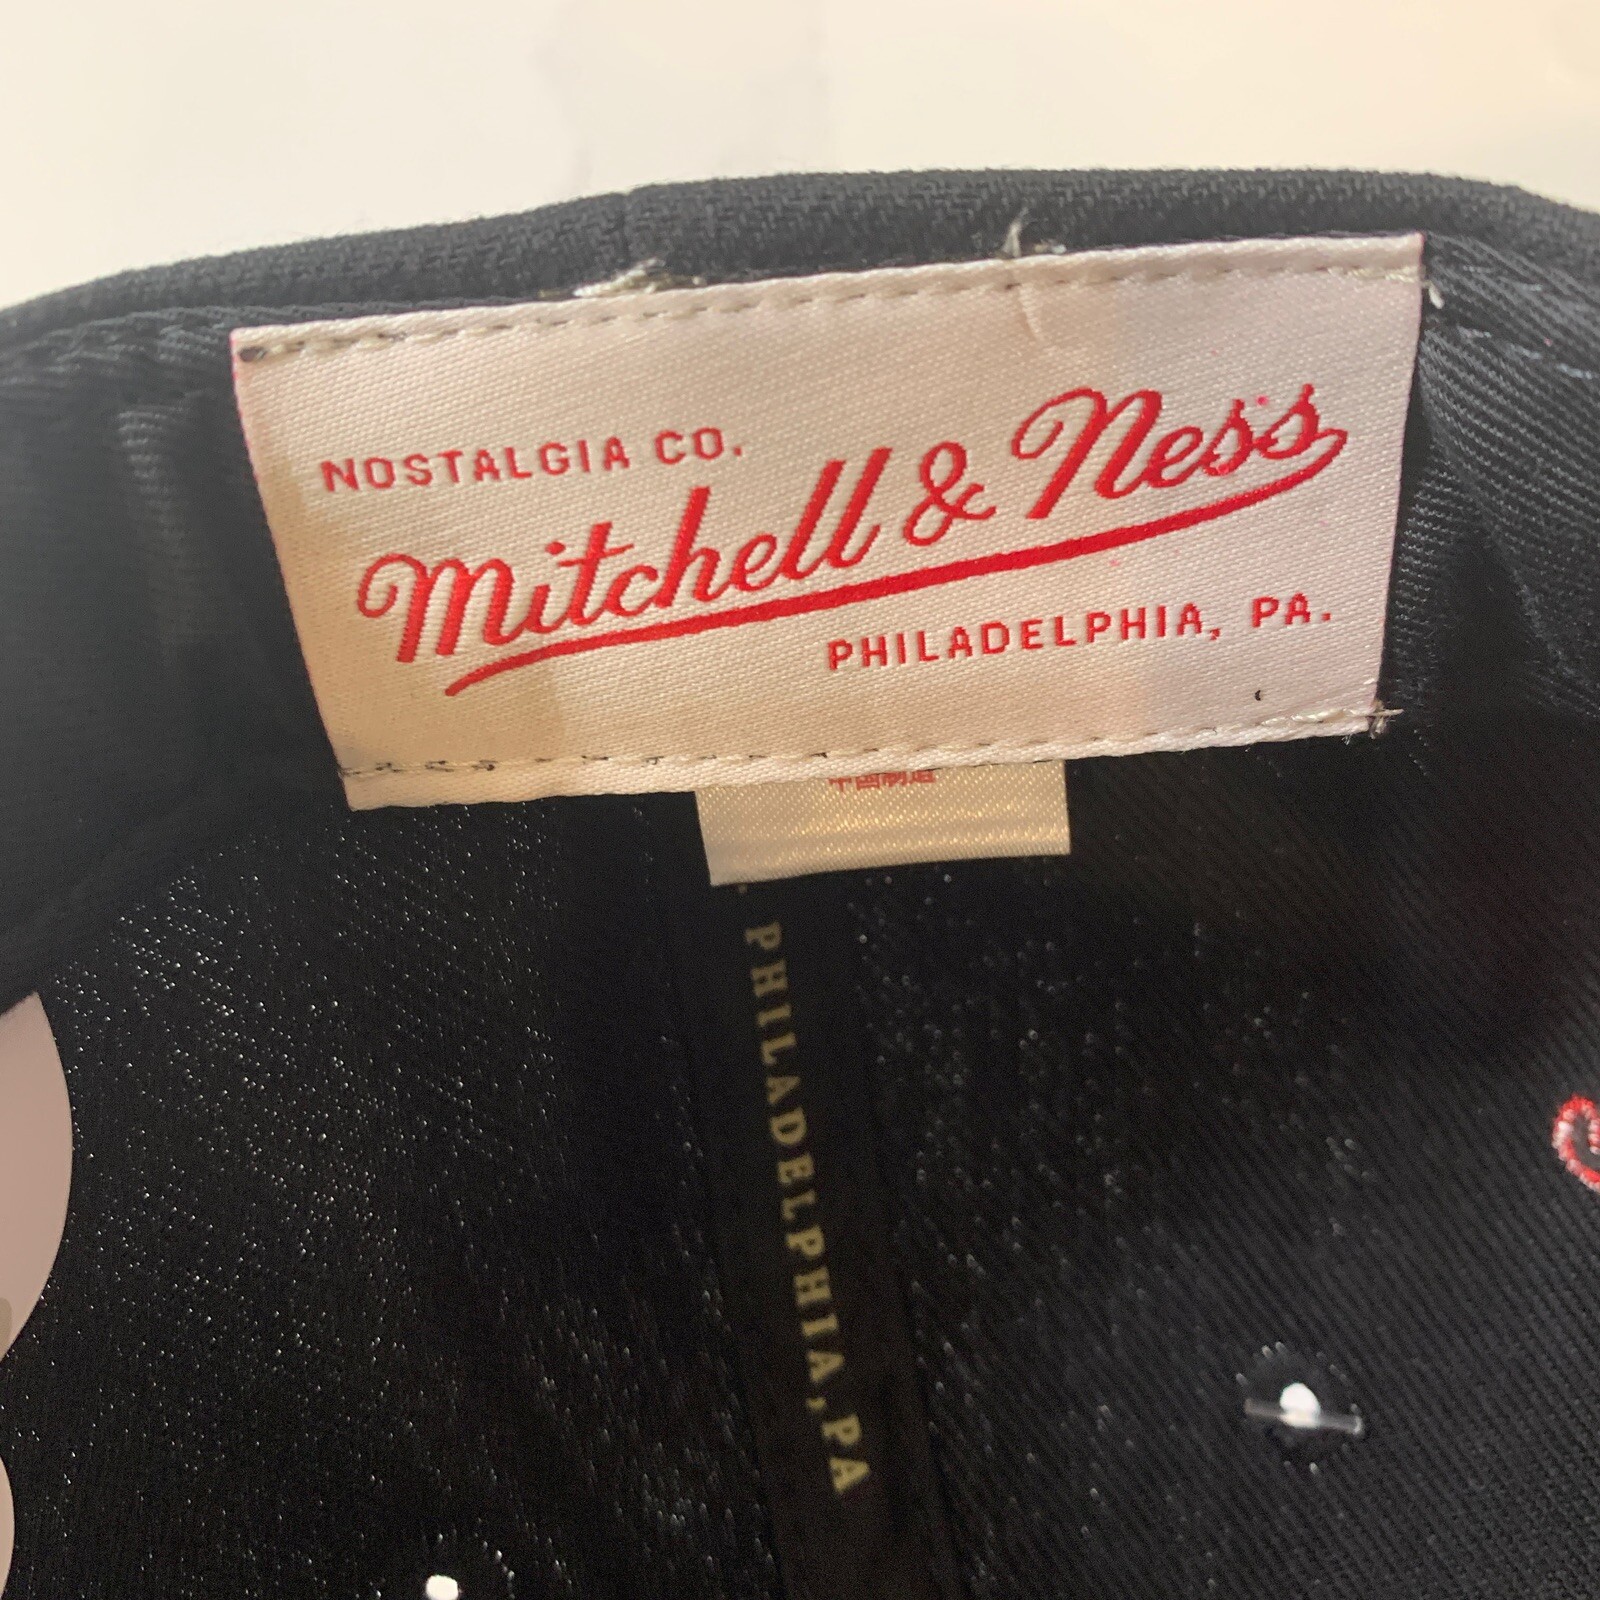 NOSTALGIA CO.
Mitchell & Ness
PHILADELPHIA, PA.
中国制造
PHILADELPHIA, PA